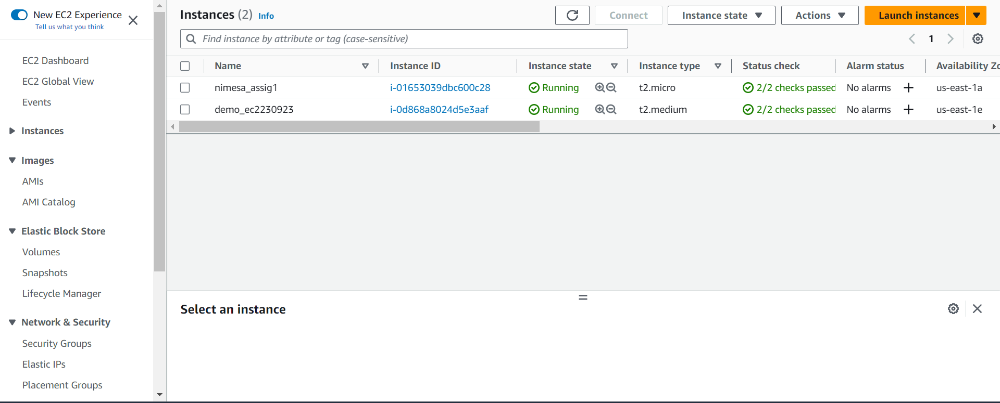 New EC2 Experience
Tell us what you think
EC2 Dashboard
EC2 Global View
Events
Instances
Images
AMIs
AMI Catalog
Elastic Block Store
Volumes
Snapshots
Lifecycle Manager
Network & Security
Security Groups
Elastic IPs
Placement Groups
Instances (2) Info
Connect Instance state Actions Launch instances
Find instance by attribute or tag (case-sensitive)
1
Name Instance ID Instance state Instance type Status check Alarm status Availability Zo
nimesa_assig1 i-01653039dbc600c28 Running t2.micro 2/2 checks passed No alarms + us-east-1a
demo_ec2230923 i-0d868a8024d5e3aaf Running t2.medium 2/2 checks passed No alarms + us-east-1e
Select an instance